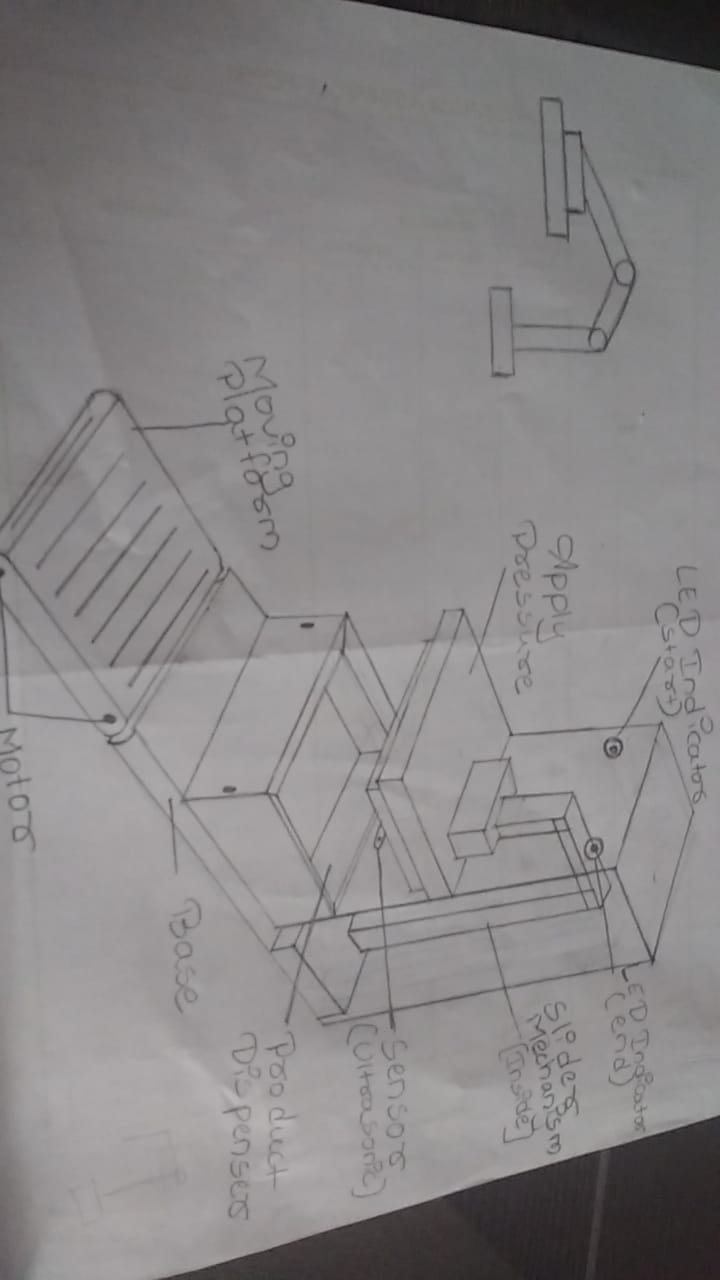 LED Indicator
(start)
Apply
Pressure
Moving
Platform
LED Indicator
(end)
Slider
Mechanism
[Inside]
Sensor
(Ultrasonic)
Product
Dispenser
Base
Motor